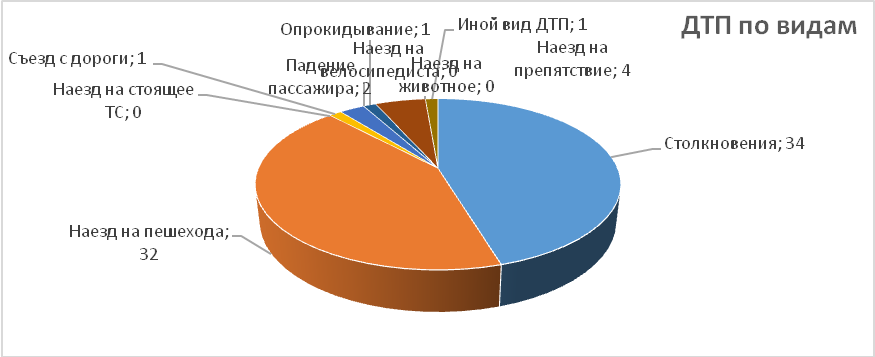 ДТП по видам
Опрокидывание; 1
Иной вид ДТП; 1
Съезд с дороги; 1
Наезд на
велосипедиста; 0
Наезд на
препятствие; 4
Падение
пассажира; 2
Наезд на
животное; 0
Наезд на стоящее
ТС; 0
Столкновения; 34
Наезд на пешехода;
32